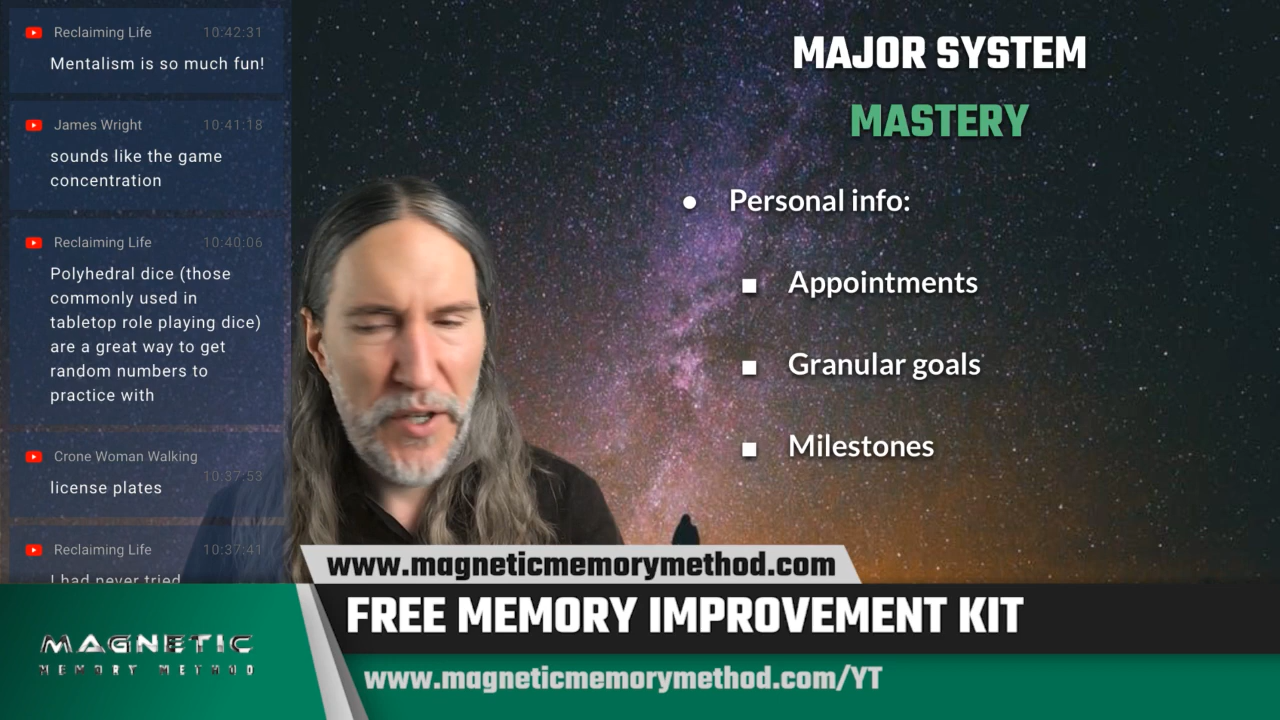 Reclaiming Life 10:42:31
Mentalism is so much fun!
James Wright 10:41:18
sounds like the game
concentration
Reclaiming Life 10:40:06
Polyhedral dice (those
commonly used in
tabletop role playing dice)
are a great way to get
random numbers to
practice with
Crone Woman Walking
10:37:53
license plates
Reclaiming Life 10:37:41
I had never tried
MAJOR SYSTEM
MASTERY
Personal info:
Appointments
Granular goals
Milestones
www.magneticmemorymethod.com
FREE MEMORY IMPROVEMENT KIT
www.magneticmemorymethod.com/YT
MAGNETIC
MEMORY METHOD